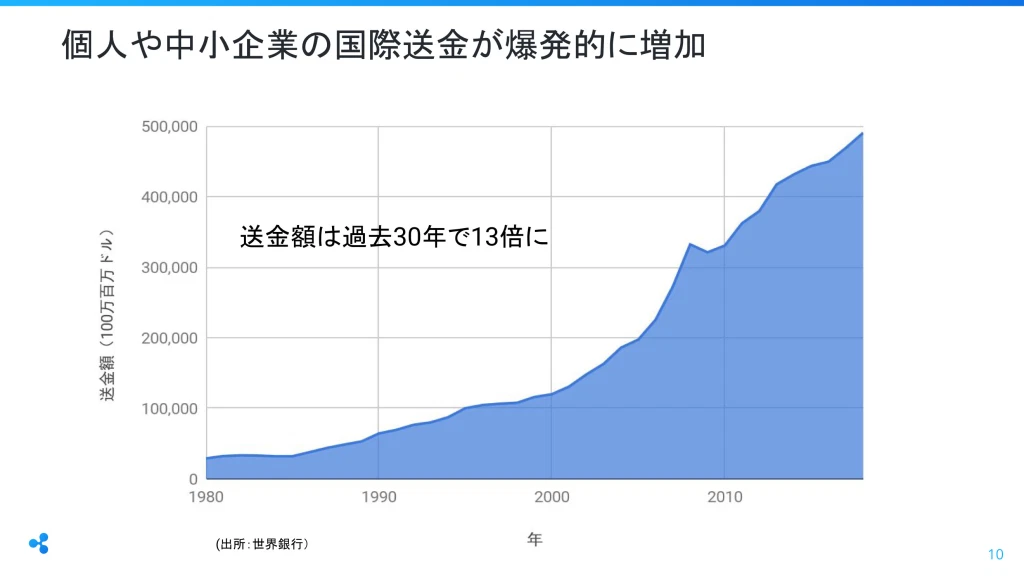 個人や中小企業の国際送金が爆発的に増加
500,000
400,000
300,000
200,000
100,000
0
送金額（100万百万ドル）
送金額は過去30年で13倍に
1980
1990
2000
2010
年
(出所：世界銀行）
10